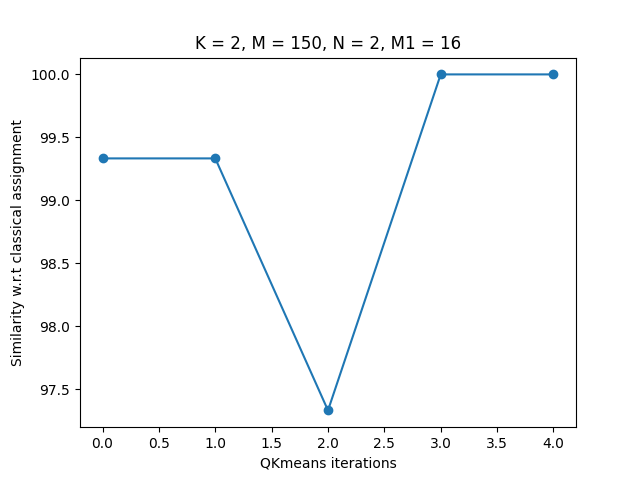 K = 2, M = 150, N = 2, M1 = 16
100.0
99.5
99.0
98.5
98.0
97.5
Similarity w.r.t classical assignment
0.0 0.5 1.0 1.5 2.0 2.5 3.0 3.5 4.0
QKmeans iterations